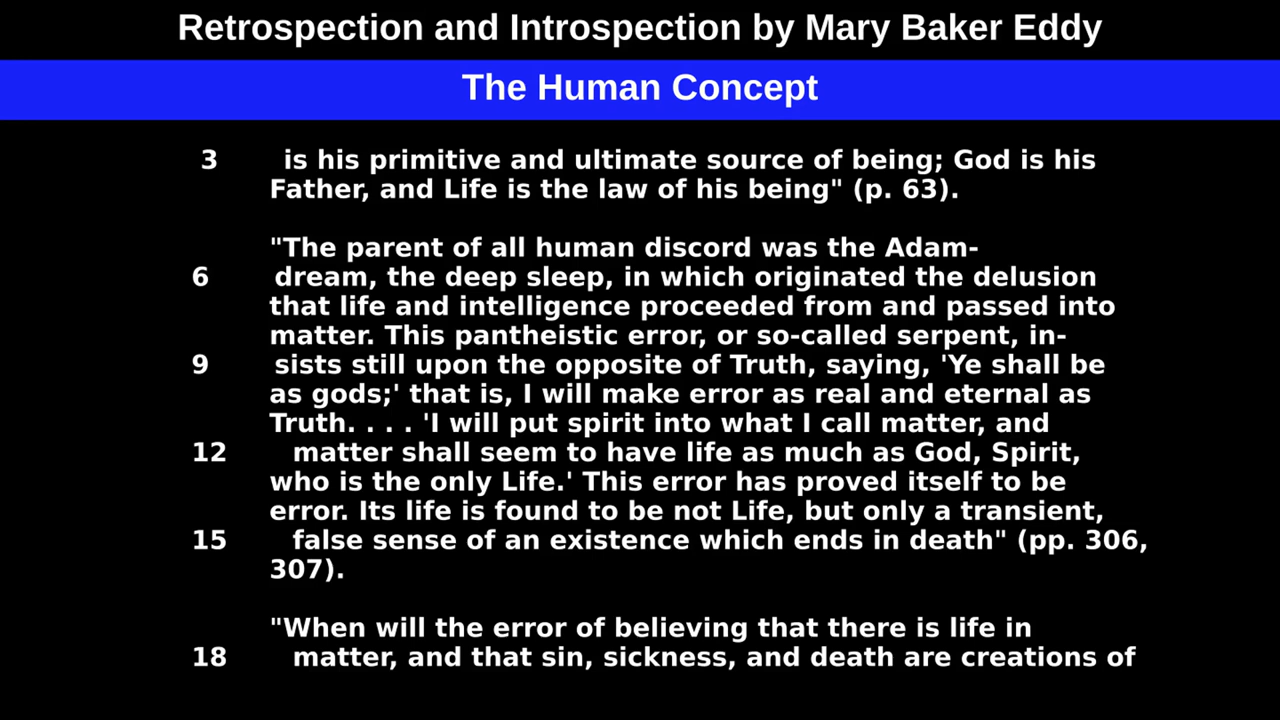 Retrospection and Introspection by Mary Baker Eddy
The Human Concept
3 is his primitive and ultimate source of being; God is his
Father, and Life is the law of his being" (p. 63).
"The parent of all human discord was the Adam-
6 dream, the deep sleep, in which originated the delusion
that life and intelligence proceeded from and passed into
matter. This pantheistic error, or so-called serpent, in-
9 sists still upon the opposite of Truth, saying, 'Ye shall be
as gods;' that is, I will make error as real and eternal as
Truth. . . . 'I will put spirit into what I call matter, and
12 matter shall seem to have life as much as God, Spirit,
who is the only Life.' This error has proved itself to be
error. Its life is found to be not Life, but only a transient,
15 false sense of an existence which ends in death" (pp. 306,
307).
"When will the error of believing that there is life in
18 matter, and that sin, sickness, and death are creations of